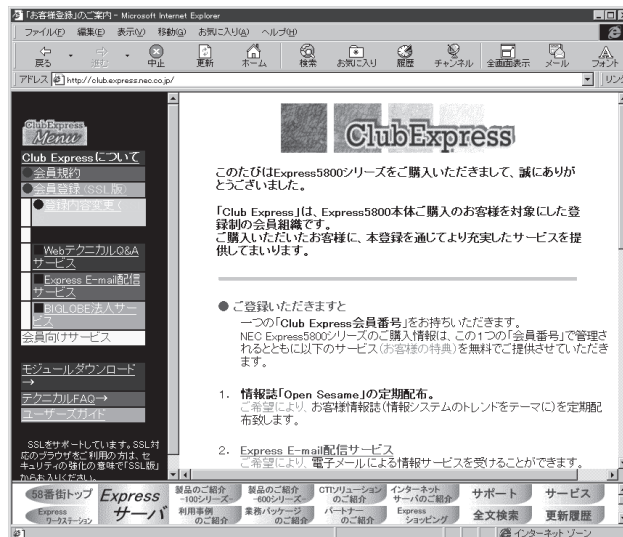 「お客様登録」のご案内 - Microsoft Internet Explorer
ファイル(F) 編集(E) 表示(V) 移動(G) お気に入り(A) ヘルプ(H)
戻る 進む 中止 更新 ホーム 検索 お気に入り 履歴 チャンネル 全画面表示 メール フォント
アドレス http://club.express.nec.co.jp/ リンク
ClubExpress
Menu
Club Expressについて
●会員規約
●会員登録(SSL版)
●登録内容変更(
■WebテクニカルQ&A
サービス
■Express E-mail配信
サービス
■BIGLOBE法人サー
ビス
会員向けサービス
モジュールダウンロード
→
テクニカルFAQ→
ユーザーズガイド
SSLをサポートしています。SSL対
応のブラウザをご利用の方は、セ
キュリティの強化の意味で「SSL版」
からお入りください。
ClubExpress
このたびはExpress5800シリーズをご購入いただきまして、誠にありが
とうございました。
「Club Express」は、Express5800本体ご購入のお客様を対象にした登
録制の会員組織です。
ご購入いただいたお客様に、本登録を通じてより充実したサービスを提
供してまいります。
● ご登録いただきますと
一つの「Club Express会員番号」をお持ちいただきます。
NEC Express5800シリーズのご購入情報は、この1つの「会員番号」で管理さ
れるとともに以下のサービス(お客様の特典)を無料でご提供させていただき
ます。
1. 情報誌「Open Sesame」の定期配布。
ご希望により、お客様情報誌(情報システムのトレンドをテーマに)を定期配
布致します。
2. Express E-mail配信サービス
ご希望により、電子メールによる情報サービスを受けることができます。
58番街トップ Express 製品のご紹介 -100シリーズ- 製品のご紹介 -600シリーズ- CTIソリューションのご紹介 インターネットサーバのご紹介 サポート サービス
Express ワークステーション サーバ 利用事例のご紹介 業務パッケージのご紹介 パートナーのご紹介 Express ショッピング 全文検索 更新履歴
インターネット ゾーン